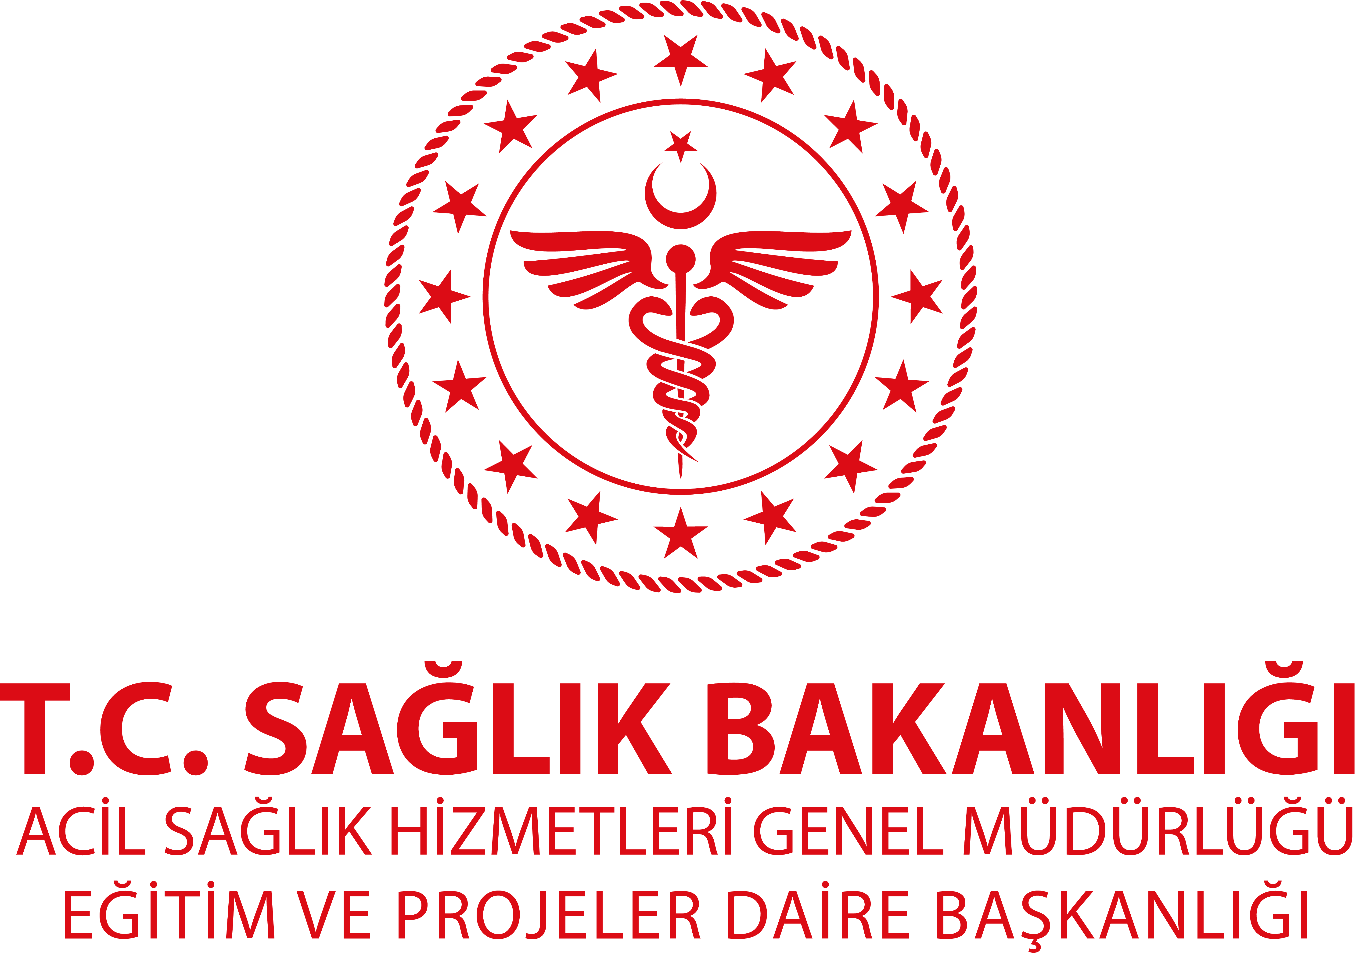 T.C. SAĞLIK BAKANLIĞI
ACİL SAĞLIK HİZMETLERİ GENEL MÜDÜRLÜĞÜ
EĞİTİM VE PROJELER DAİRE BAŞKANLIĞI